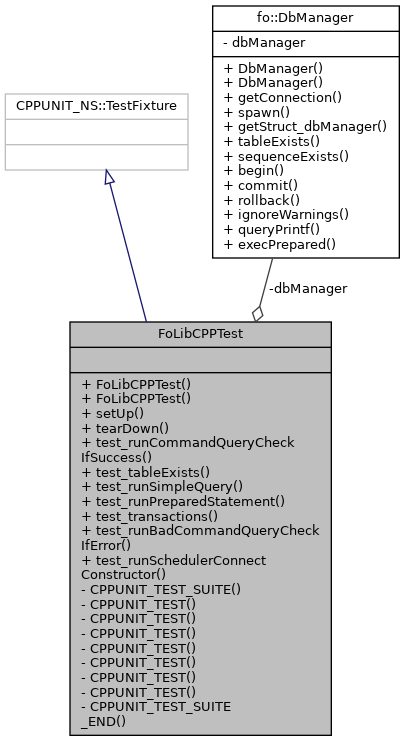 fo::DbManager
- dbManager
+ DbManager()
+ DbManager()
+ getConnection()
+ spawn()
+ getStruct_dbManager()
+ tableExists()
+ sequenceExists()
+ begin()
+ commit()
+ rollback()
+ ignoreWarnings()
+ queryPrintf()
+ execPrepared()
CPPUNIT_NS::TestFixture
-dbManager
FoLibCPPTest
+ FoLibCPPTest()
+ FoLibCPPTest()
+ setUp()
+ tearDown()
+ test_runCommandQueryCheck
IfSuccess()
+ test_tableExists()
+ test_runSimpleQuery()
+ test_runPreparedStatement()
+ test_transactions()
+ test_runBadCommandQueryCheck
IfError()
+ test_runSchedulerConnect
Constructor()
- CPPUNIT_TEST_SUITE()
- CPPUNIT_TEST()
- CPPUNIT_TEST()
- CPPUNIT_TEST()
- CPPUNIT_TEST()
- CPPUNIT_TEST()
- CPPUNIT_TEST()
- CPPUNIT_TEST()
- CPPUNIT_TEST_SUITE
_END()